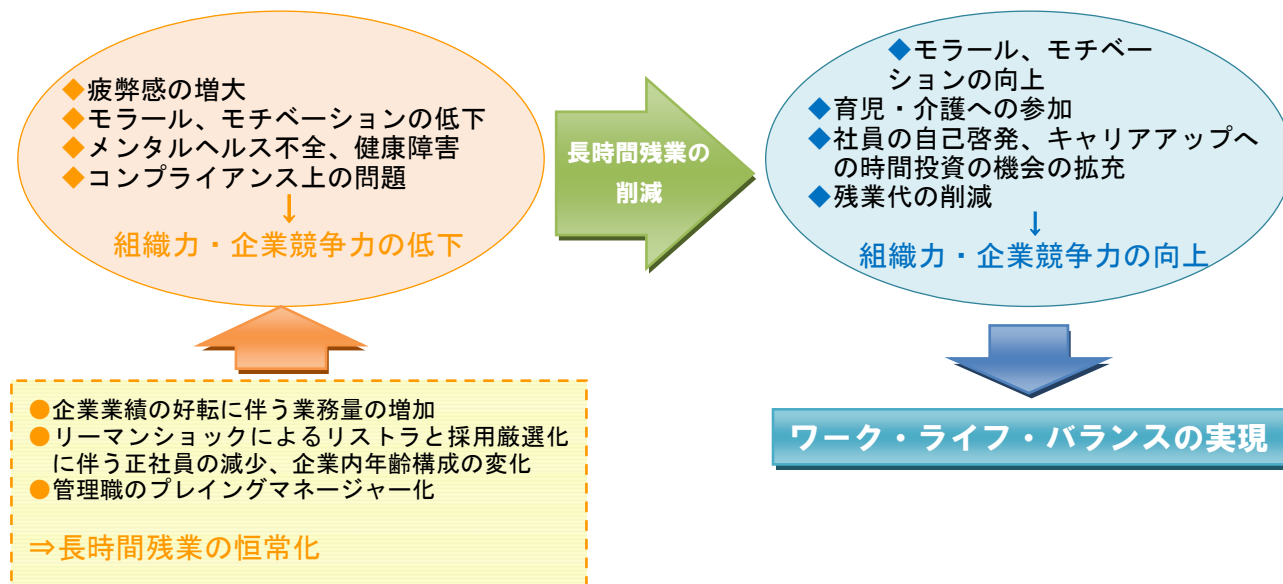 ◆疲弊感の増大
◆モラール、モチベーションの低下
◆メンタルヘルス不全、健康障害
◆コンプライアンス上の問題
↓
組織力・企業競争力の低下
長時間残業の
削減
◆モラール、モチベー
ションの向上
◆育児・介護への参加
◆社員の自己啓発、キャリアアップへ
の時間投資の機会の拡充
◆残業代の削減
↓
組織力・企業競争力の向上
●企業業績の好転に伴う業務量の増加
●リーマンショックによるリストラと採用厳選化
に伴う正社員の減少、企業内年齢構成の変化
●管理職のプレイングマネージャー化
⇒長時間残業の恒常化
ワーク・ライフ・バランスの実現